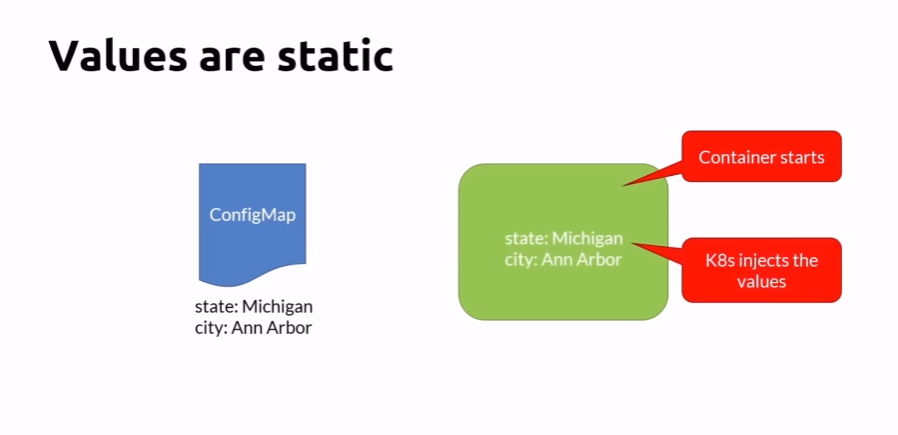 Values are static
ConfigMap
state: Michigan
city: Ann Arbor
state: Michigan
city: Ann Arbor
Container starts
K8s injects the
values